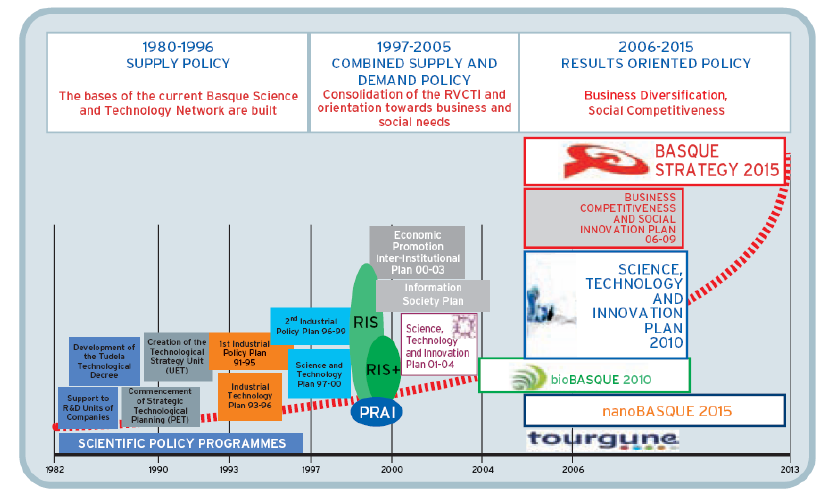 1980-1996
SUPPLY POLICY
The bases of the current Basque Science
and Technology Network are built
1997-2005
COMBINED SUPPLY AND
DEMAND POLICY
Consolidation of the RVCTI and
orientation towards business and
social needs
2006-2015
RESULTS ORIENTED POLICY
Business Diversification,
Social Competitiveness
BASQUE
STRATEGY 2015
BUSINESS
COMPETITIVENESS
AND SOCIAL
INNOVATION PLAN
06-09
Economic
Promotion
Inter-Institutional
Plan 00-03
Information
Society Plan
SCIENCE,
TECHNOLOGY
AND
INNOVATION
PLAN
2010
2nd Industrial
Policy Plan 96-99
RIS
Science,
Technology
and Innovation
Plan 01-04
Development of
the Tudela
Technological
Decree
Creation of the
Technological
Strategy Unit
(UET)
1st Industrial
Policy Plan
91-95
Science and
Technology
Plan 97-00
RIS+
bioBASQUE 2010
Support to
R&D Units of
Companies
Commencement
of Strategic
Technological
Planning (PET)
Industrial
Technology
Plan 93-96
PRAI
nanoBASQUE 2015
SCIENTIFIC POLICY PROGRAMMES
tourgune
1982
1990
1993
1997
2000
2004
2006
2013